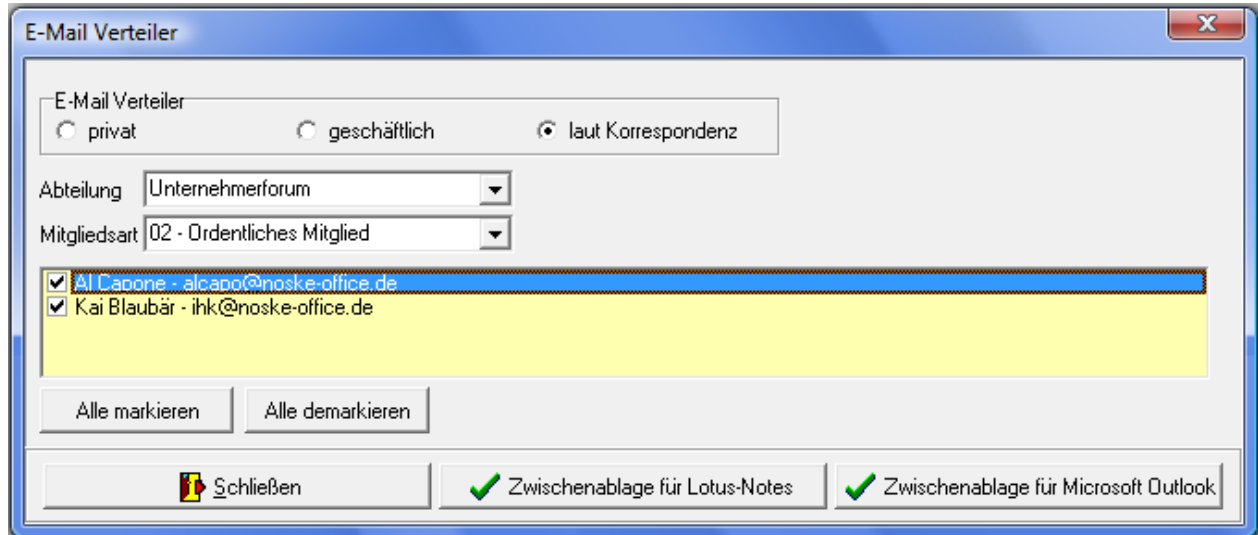 E-Mail Verteiler
E-Mail Verteiler
privat geschäftlich laut Korrespondenz
Abteilung Unternehmerforum
Mitgliedsart 02 - Ordentliches Mitglied
Al Capone - alcapo@noske-office.de
Kai Blaubär - ihk@noske-office.de
Alle markieren Alle demarkieren
Schließen Zwischenablage für Lotus-Notes Zwischenablage für Microsoft Outlook